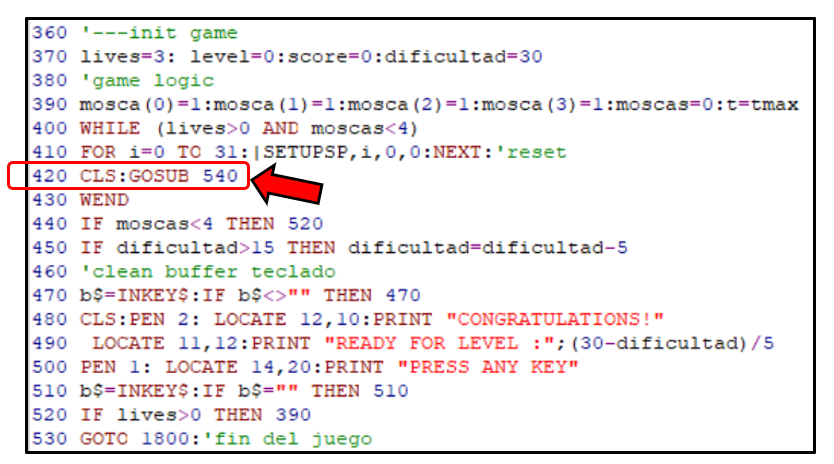 360 '---init game
370 lives=3: level=0:score=0:dificultad=30
380 'game logic
390 mosca(0)=1:mosca(1)=1:mosca(2)=1:mosca(3)=1:moscas=0:t=tmax
400 WHILE (lives>0 AND moscas<4)
410 FOR i=0 TO 31:|SETUPSP,i,0,0:NEXT:'reset
420 CLS:GOSUB 540
430 WEND
440 IF moscas<4 THEN 520
450 IF dificultad>15 THEN dificultad=dificultad-5
460 'clean buffer teclado
470 b$=INKEY$:IF b$<>"" THEN 470
480 CLS:PEN 2: LOCATE 12,10:PRINT "CONGRATULATIONS!"
490  LOCATE 11,12:PRINT "READY FOR LEVEL :";(30-dificultad)/5
500 PEN 1: LOCATE 14,20:PRINT "PRESS ANY KEY"
510 b$=INKEY$:IF b$="" THEN 510
520 IF lives>0 THEN 390
530 GOTO 1800:'fin del juego